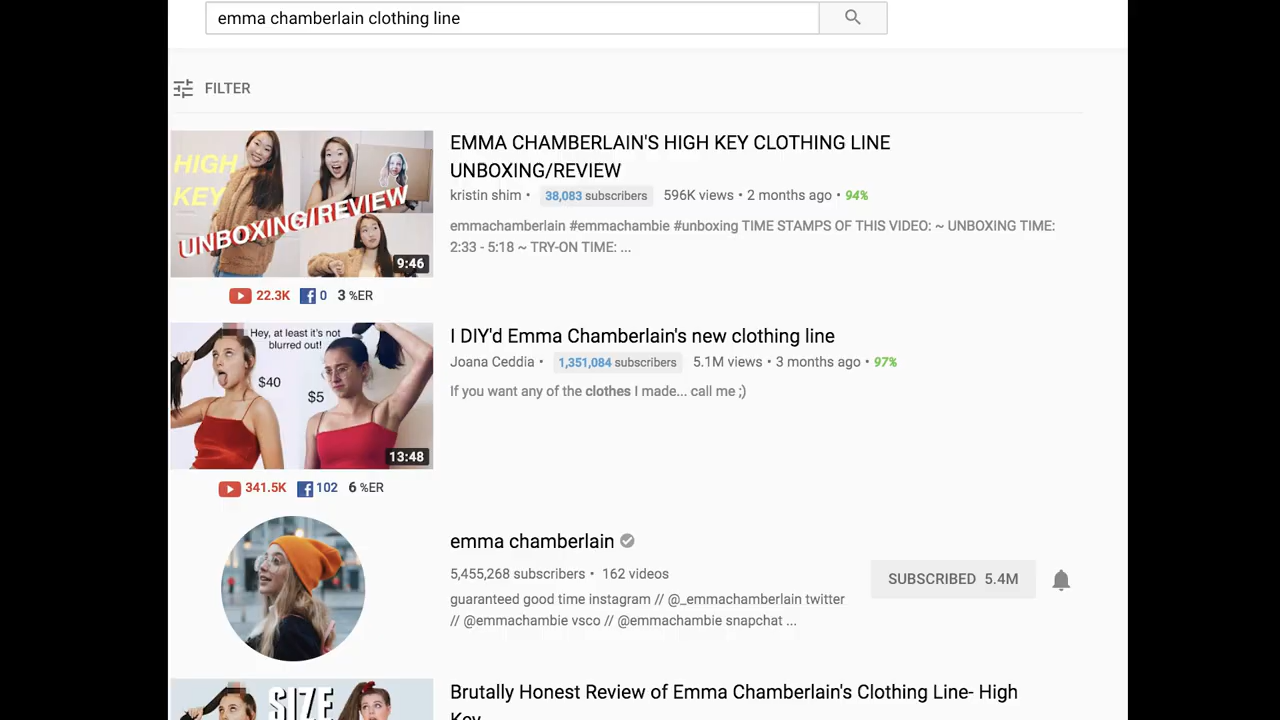 emma chamberlain clothing line
FILTER
HIGH
KEY
UNBOXING/REVIEW
9:46
EMMA CHAMBERLAIN'S HIGH KEY CLOTHING LINE
UNBOXING/REVIEW
kristin shim • 38,083 subscribers 596K views • 2 months ago • 94%
emmachamberlain #emmachambie #unboxing TIME STAMPS OF THIS VIDEO: ~ UNBOXING TIME:
2:33 - 5:18 ~ TRY-ON TIME: ...
22.3K 0 3 %ER
Hey, at least it's not
blurred out!
$40
$5
13:48
I DIY'd Emma Chamberlain's new clothing line
Joana Ceddia • 1,351,084 subscribers 5.1M views • 3 months ago • 97%
If you want any of the clothes I made... call me ;)
341.5K 102 6 %ER
emma chamberlain
5,455,268 subscribers • 162 videos
guaranteed good time instagram // @_emmachamberlain twitter
// @emmachambie vsco // @emmachambie snapchat ...
SUBSCRIBED 5.4M
SIZE
Brutally Honest Review of Emma Chamberlain's Clothing Line- High
Key